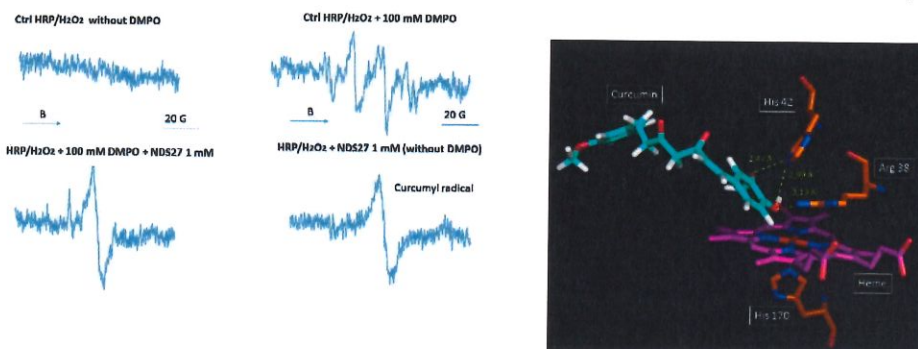 Ctrl HRP/H2O2 without DMPO
Ctrl HRP/H2O2 + 100 mM DMPO
B
20 G
B
20 G
HRP/H2O2 + 100 mM DMPO + NDS27 1 mM
HRP/H2O2 + NDS27 1 mM (without DMPO)
Curcumyl radical
Curcumin
His 42
Arg 38
Heme
His 170